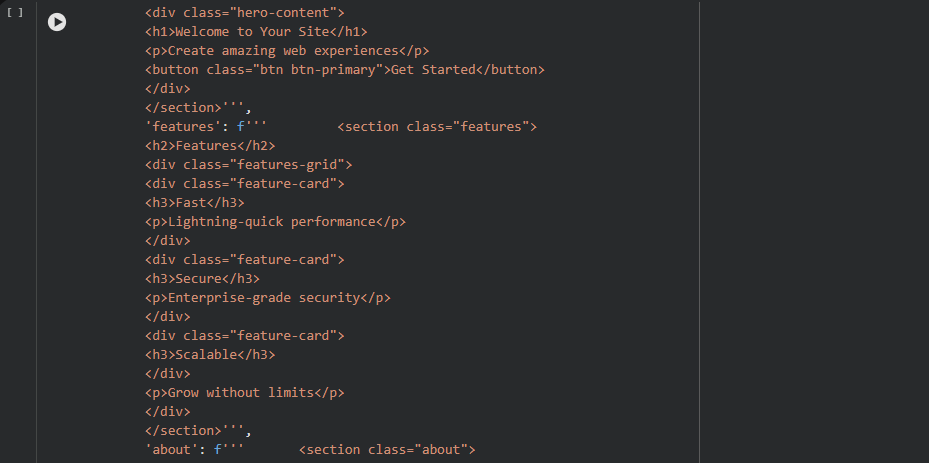 [ ]
<div class="hero-content">
<h1>Welcome to Your Site</h1>
<p>Create amazing web experiences</p>
<button class="btn btn-primary">Get Started</button>
</div>
</section>''',
'features': f'''         <section class="features">
<h2>Features</h2>
<div class="features-grid">
<div class="feature-card">
<h3>Fast</h3>
<p>Lightning-quick performance</p>
</div>
<div class="feature-card">
<h3>Secure</h3>
<p>Enterprise-grade security</p>
</div>
<div class="feature-card">
<h3>Scalable</h3>
</div>
<p>Grow without limits</p>
</div>
</section>''',
'about': f'''       <section class="about">